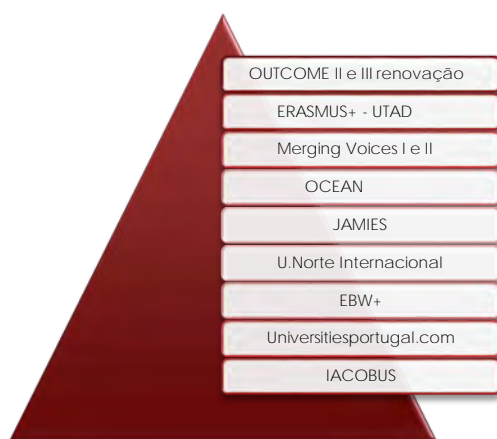 OUTCOME II e III renovação
ERASMUS+ - UTAD
Merging Voices I e II
OCEAN
JAMIES
U.Norte Internacional
EBW+
Universitiesportugal.com
IACOBUS